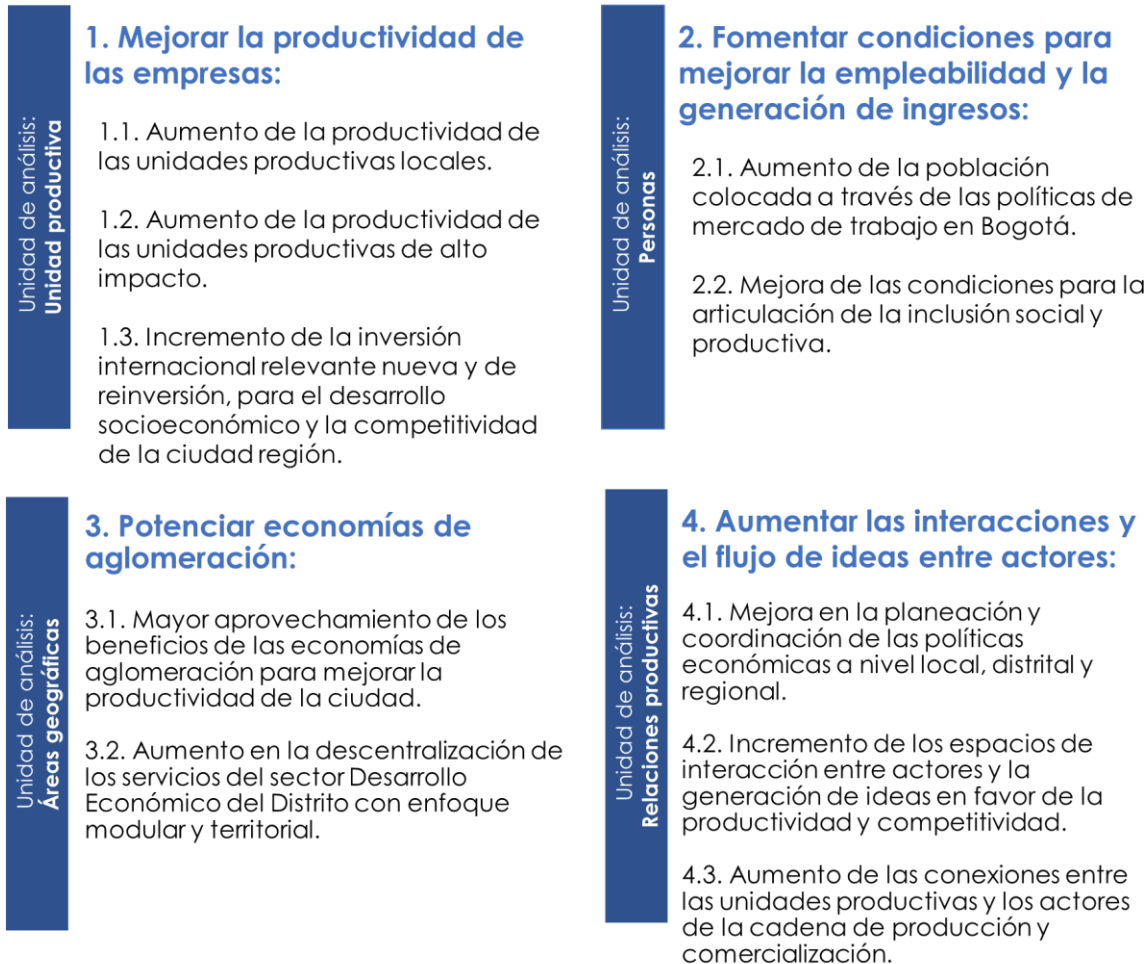 Unidad de análisis:
Unidad productiva
1. Mejorar la productividad de
las empresas:
1.1. Aumento de la productividad de
las unidades productivas locales.
1.2. Aumento de la productividad de
las unidades productivas de alto
impacto.
1.3. Incremento de la inversión
internacional relevante nueva y de
reinversión, para el desarrollo
socioeconómico y la competitividad
de la ciudad región.
Unidad de análisis:
Personas
2. Fomentar condiciones para
mejorar la empleabilidad y la
generación de ingresos:
2.1. Aumento de la población
colocada a través de las políticas de
mercado de trabajo en Bogotá.
2.2. Mejora de las condiciones para la
articulación de la inclusión social y
productiva.
Unidad de análisis:
Áreas geográficas
3. Potenciar economías de
aglomeración:
3.1. Mayor aprovechamiento de los
beneficios de las economías de
aglomeración para mejorar la
productividad de la ciudad.
3.2. Aumento en la descentralización de
los servicios del sector Desarrollo
Económico del Distrito con enfoque
modular y territorial.
Unidad de análisis:
Relaciones productivas
4. Aumentar las interacciones y
el flujo de ideas entre actores:
4.1. Mejora en la planeación y
coordinación de las políticas
económicas a nivel local, distrital y
regional.
4.2. Incremento de los espacios de
interacción entre actores y la
generación de ideas en favor de la
productividad y competitividad.
4.3. Aumento de las conexiones entre
las unidades productivas y los actores
de la cadena de producción y
comercialización.